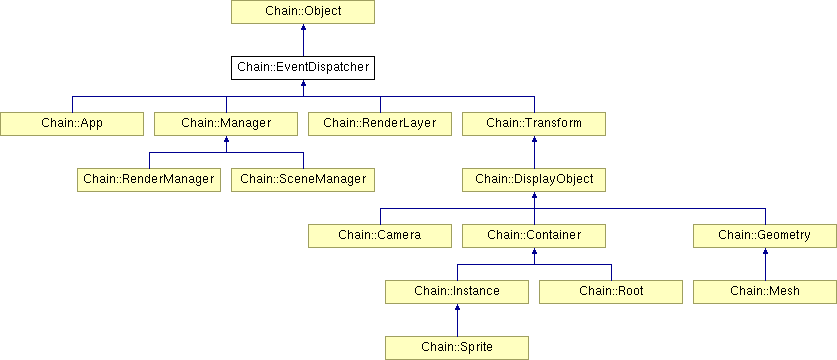 Chain::Object
Chain::EventDispatcher
Chain::App
Chain::Manager
Chain::RenderLayer
Chain::Transform
Chain::RenderManager
Chain::SceneManager
Chain::DisplayObject
Chain::Camera
Chain::Container
Chain::Geometry
Chain::Instance
Chain::Root
Chain::Mesh
Chain::Sprite